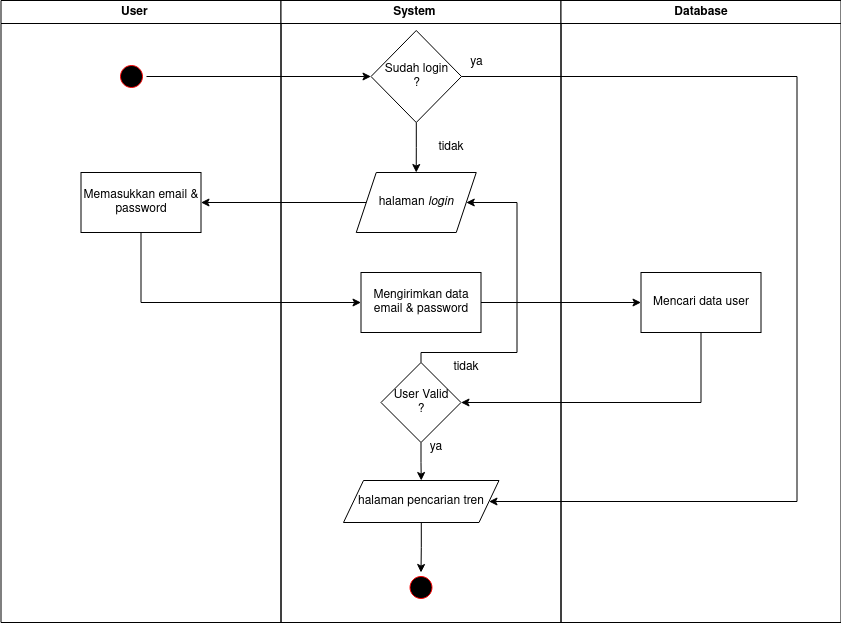 User
System
Database
Sudah login
?
ya
tidak
Memasukkan email &
password
halaman login
Mengirimkan data
email & password
Mencari data user
tidak
User Valid
?
ya
halaman pencarian tren